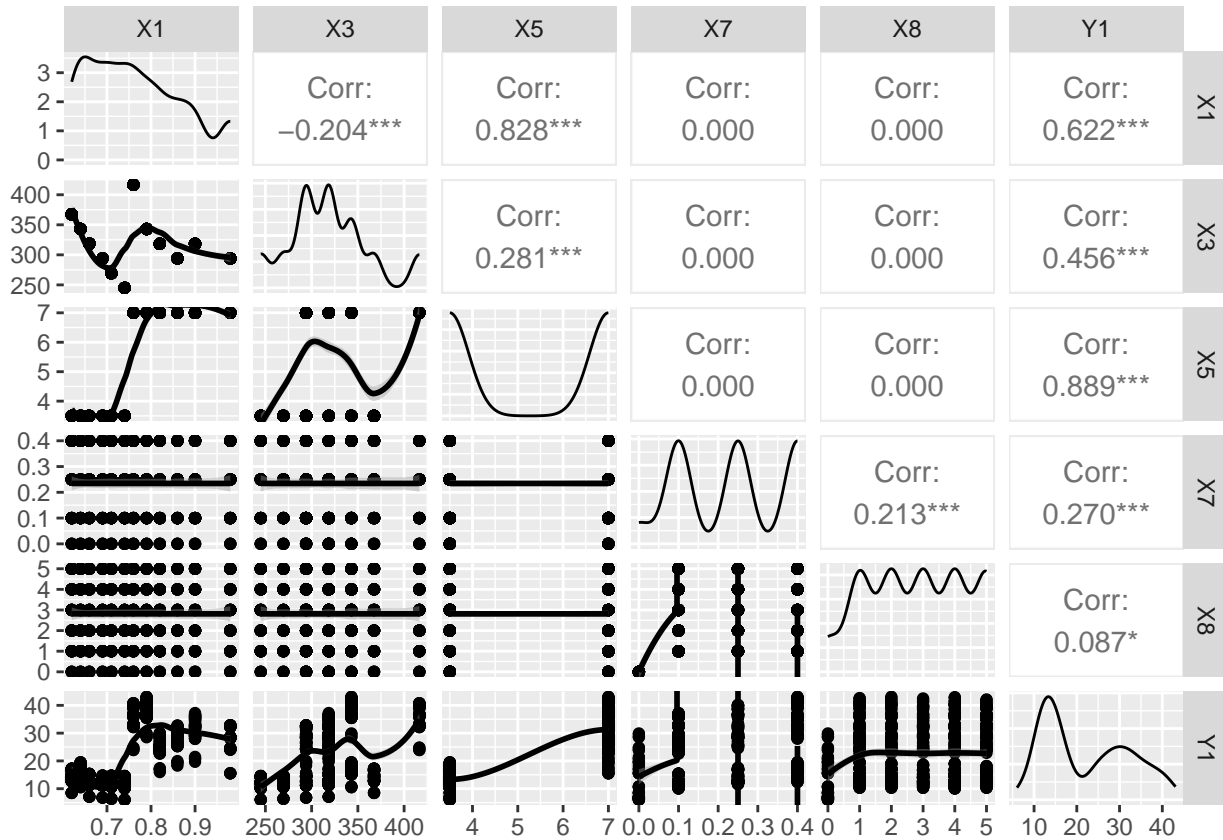 X1 X3 X5 X7 X8 Y1
3
2
1
0
Corr:
−0.204***
Corr:
0.828***
Corr:
0.000
Corr:
0.000
Corr:
0.622***
X1
400
350
300
250
Corr:
0.281***
Corr:
0.000
Corr:
0.000
Corr:
0.456***
X3
7
6
5
4
Corr:
0.000
Corr:
0.000
Corr:
0.889***
X5
0.4
0.3
0.2
0.1
0.0
Corr:
0.213***
Corr:
0.270***
X7
5
4
3
2
1
0
Corr:
0.087*
X8
40
30
20
10
Y1
0.7 0.8 0.9 250 300 350 400 4 5 6 7 0.0 0.1 0.2 0.3 0.4 0 1 2 3 4 5 10 20 30 40